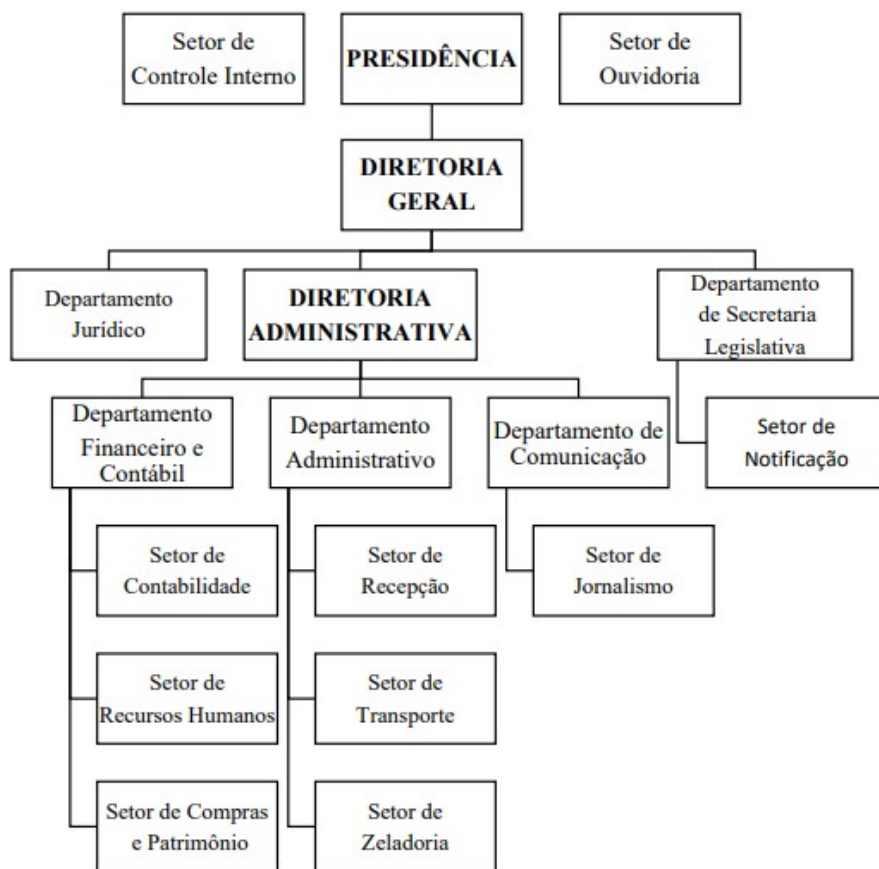 Setor de
Controle Interno
PRESIDÊNCIA
Setor de
Ouvidoria
DIRETORIA
GERAL
Departamento
Jurídico
DIRETORIA
ADMINISTRATIVA
Departamento
de Secretaria
Legislativa
Departamento
Financeiro e
Contábil
Departamento
Administrativo
Departamento de
Comunicação
Setor de
Notificação
Setor de
Contabilidade
Setor de
Recepção
Setor de
Jornalismo
Setor de
Recursos Humanos
Setor de
Transporte
Setor de Compras
e Patrimônio
Setor de
Zeladoria